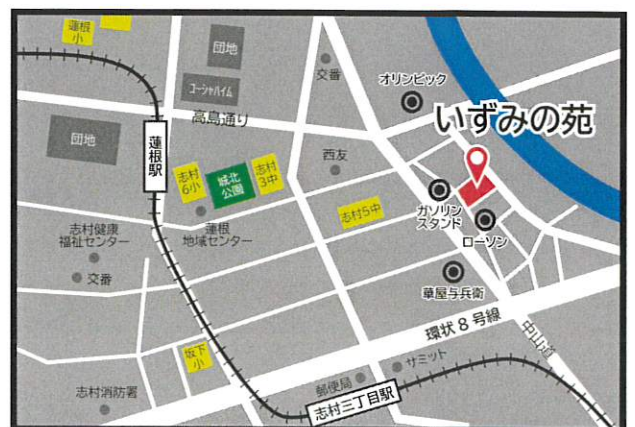 蓮根
小
団地
交番
オリンピック
コーシャハイム
高島通り
いずみの苑
団地
蓮根駅
志村
6小
城北
公園
志村
3中
西友
ガソリン
スタンド
志村5中
ローソン
志村健康
福祉センター
蓮根
地域センター
交番
華屋与兵衛
環状8号線
中山道
坂下
小
サミット
郵便局
志村消防署
志村三丁目駅